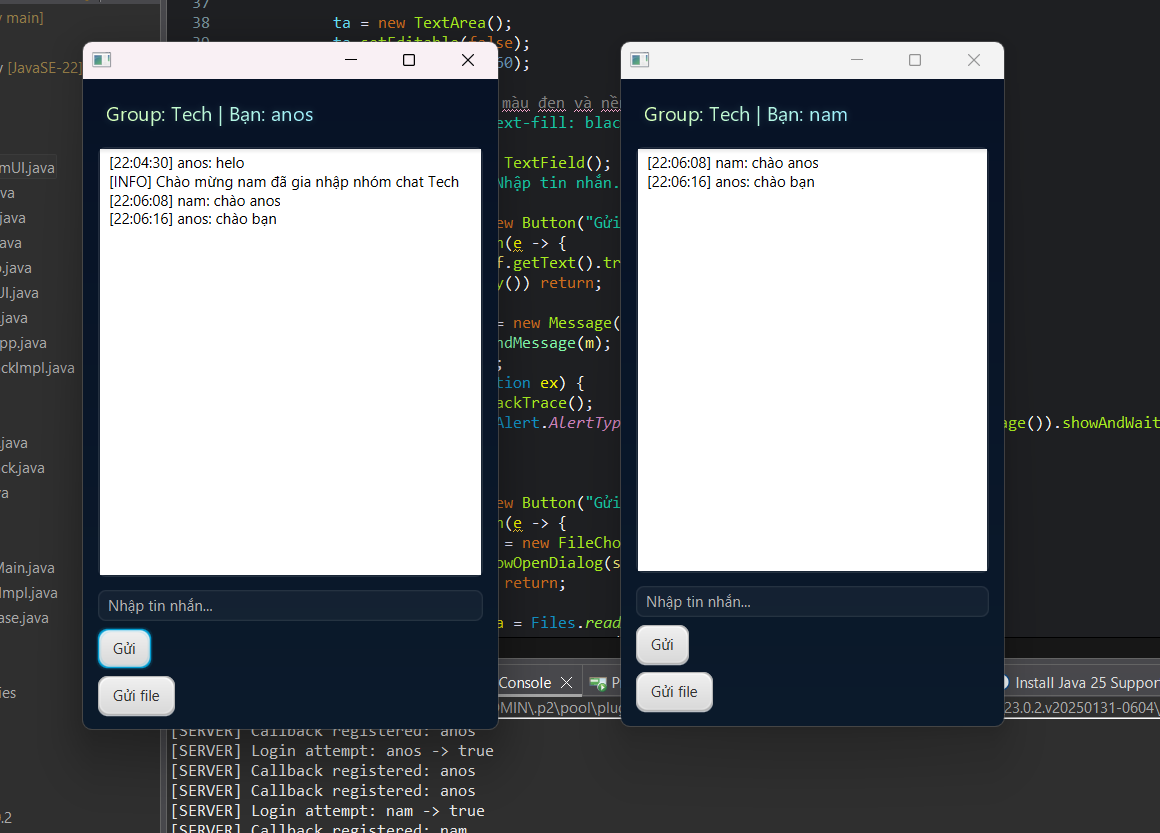 main]
[JavaSE-22]
mUI.java
va
java
ava
.java
UI.java
.java
pp.java
ckImpl.java
.java
ck.java
va
Main.java
Impl.java
ase.java
ies
.2
37
38 ta = new TextArea();
39 ta.setEditable(false);
60);
màu đen và nề
ext-fill: blac
TextField();
Nhập tin nhắn.
ew Button("Gửi
n(e -> {
f.getText().tr
y()) return;
= new Message(
ndMessage(m);
;
tion ex) {
ackTrace();
Alert.AlertTyp
age()).showAndWait
ew Button("Gửi
n(e -> {
= new FileCho
owOpenDialog(s
return;
a = Files.read
Group: Tech | Bạn: anos
[22:04:30] anos: helo
[INFO] Chào mừng nam đã gia nhập nhóm chat Tech
[22:06:08] nam: chào anos
[22:06:16] anos: chào bạn
Nhập tin nhắn...
Gửi
Gửi file
Group: Tech | Bạn: nam
[22:06:08] nam: chào anos
[22:06:16] anos: chào bạn
Nhập tin nhắn...
Gửi
Gửi file
Console
P
Install Java 25 Suppor
MIN\.p2\pool\plug
23.0.2.v20250131-0604\
[SERVER] Callback registered: anos
[SERVER] Login attempt: anos -> true
[SERVER] Callback registered: anos
[SERVER] Callback registered: anos
[SERVER] Login attempt: nam -> true
[SERVER] Callback registered: nam